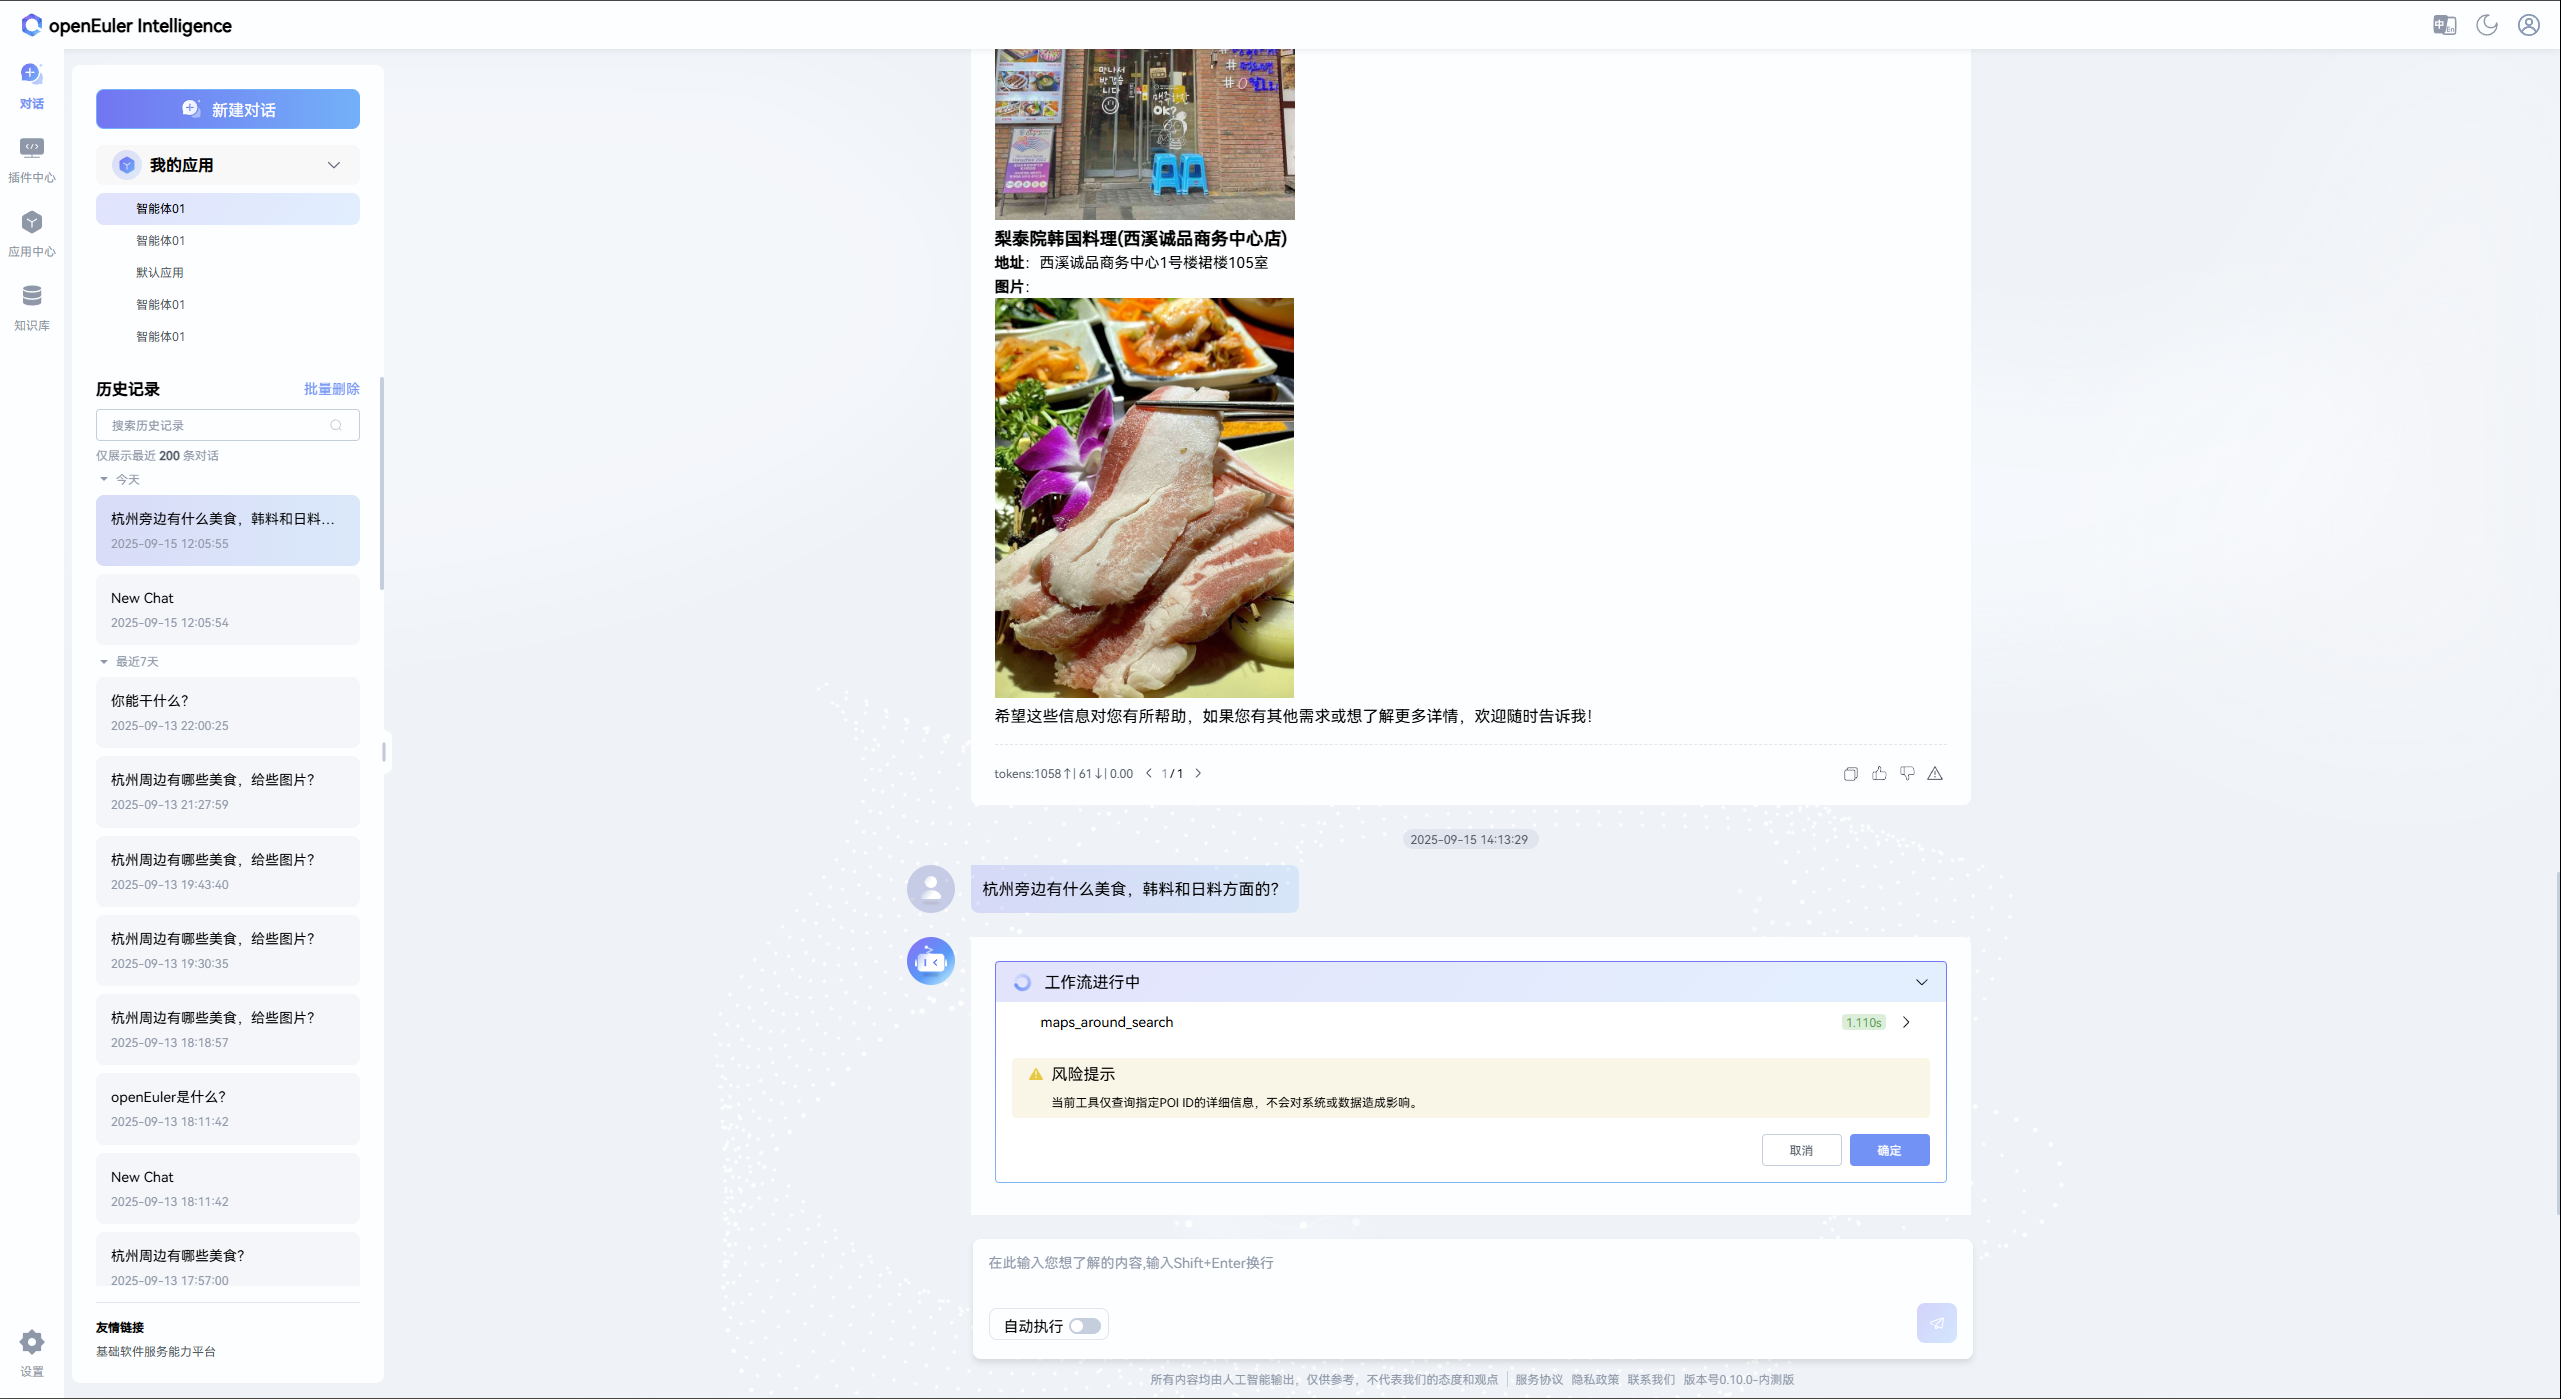 openEuler Intelligence
对话
插件中心
应用中心
知识库
设置
新建对话
我的应用
智能体01
智能体01
默认应用
智能体01
智能体01
历史记录
批量删除
搜索历史记录
仅展示最近 200 条对话
今天
杭州旁边有什么美食，韩料和日料...
2025-09-15 12:05:55
New Chat
2025-09-15 12:05:54
最近7天
你能干什么？
2025-09-13 22:00:25
杭州周边有哪些美食，给些图片？
2025-09-13 21:27:59
杭州周边有哪些美食，给些图片？
2025-09-13 19:43:40
杭州周边有哪些美食，给些图片？
2025-09-13 19:30:35
杭州周边有哪些美食，给些图片？
2025-09-13 18:18:57
openEuler是什么？
2025-09-13 18:11:42
New Chat
2025-09-13 18:11:42
杭州周边有哪些美食？
2025-09-13 17:57:00
友情链接
基础软件服务能力平台
만나서
반갑습
니다
OK?
梨泰院韩国料理(西溪诚品商务中心店)
地址：西溪诚品商务中心1号楼裙楼105室
图片：
希望这些信息对您有所帮助，如果您有其他需求或想了解更多详情，欢迎随时告诉我！
tokens:1058↑| 61↓| 0.00 1 / 1
2025-09-15 14:13:29
杭州旁边有什么美食，韩料和日料方面的？
工作流进行中
maps_around_search
1.110s
风险提示
当前工具仅查询指定POI ID的详细信息，不会对系统或数据造成影响。
取消
确定
在此输入您想了解的内容,输入Shift+Enter换行
自动执行
所有内容均由人工智能输出，仅供参考，不代表我们的态度和观点 | 服务协议 隐私政策 联系我们 版本号0.10.0-内测版